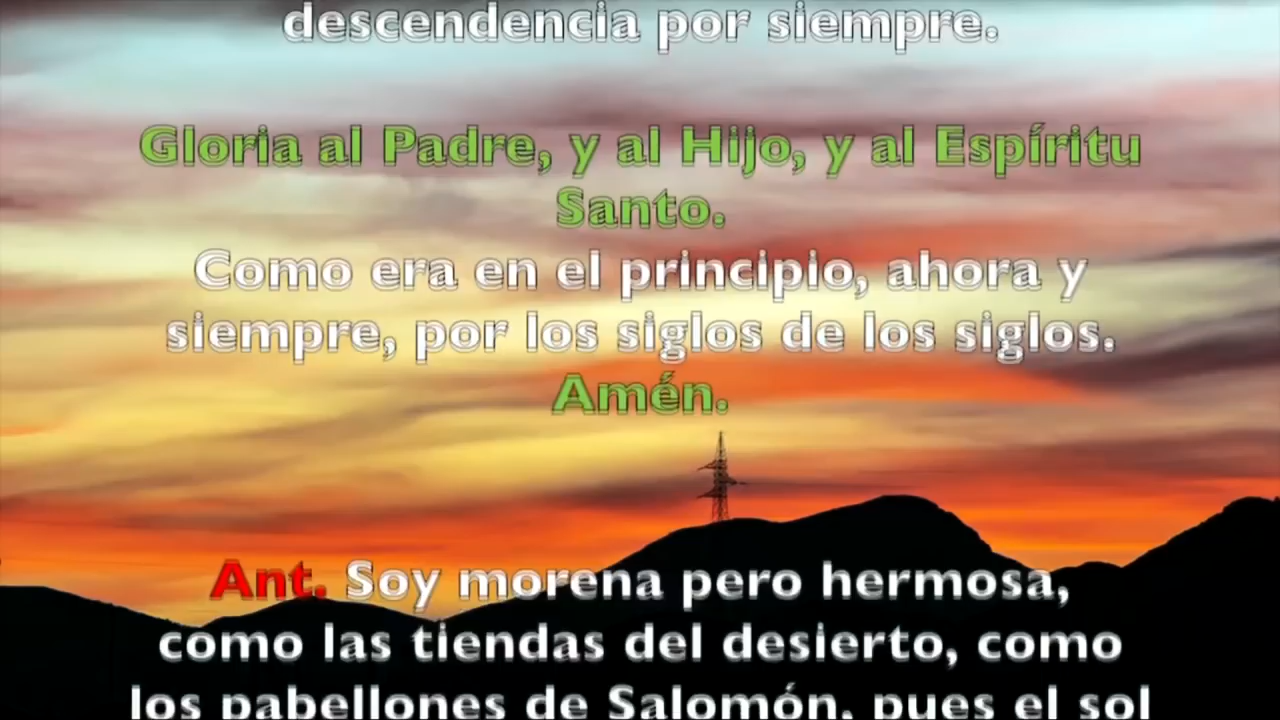 descendencia por siempre.
Gloria al Padre, y al Hijo, y al Espíritu
Santo.
Como era en el principio, ahora y
siempre, por los siglos de los siglos.
Amén.
Ant. Soy morena pero hermosa,
como las tiendas del desierto, como
los pabellones de Salomón, pues el sol